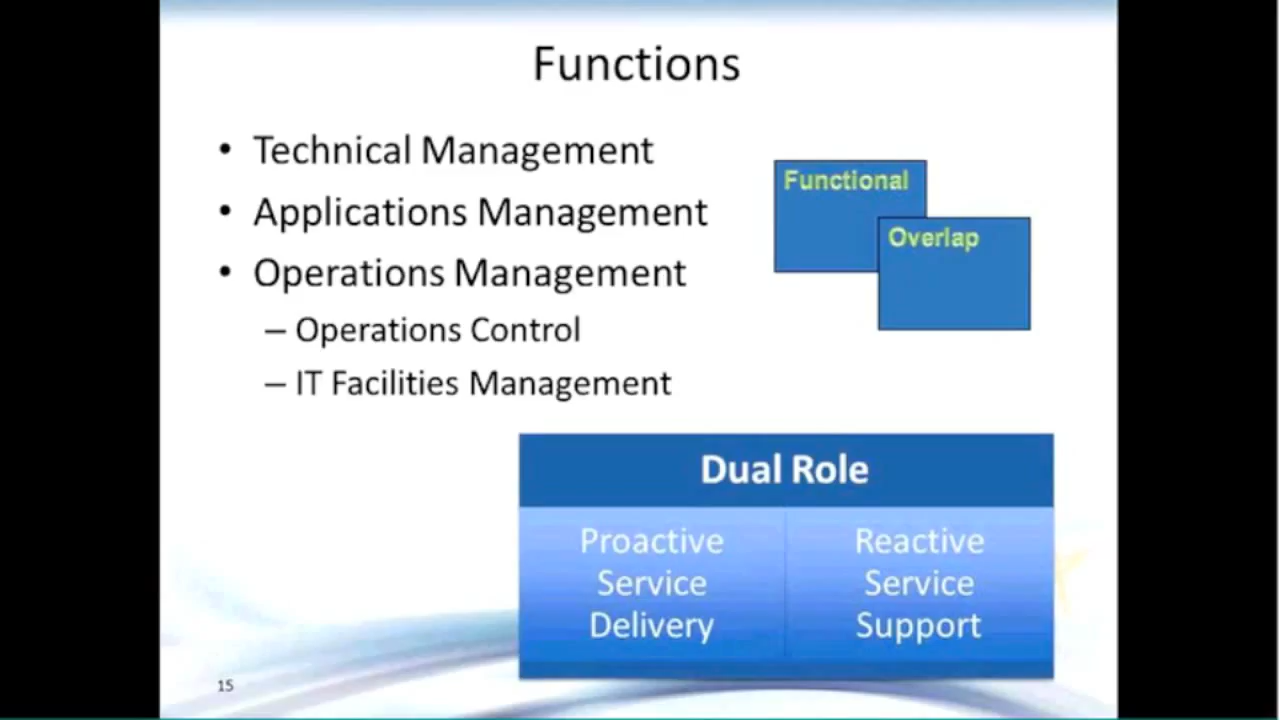 Functions
• Technical Management
• Applications Management
• Operations Management
– Operations Control
– IT Facilities Management
Functional
Overlap
Dual Role
Proactive
Service
Delivery
Reactive
Service
Support
15